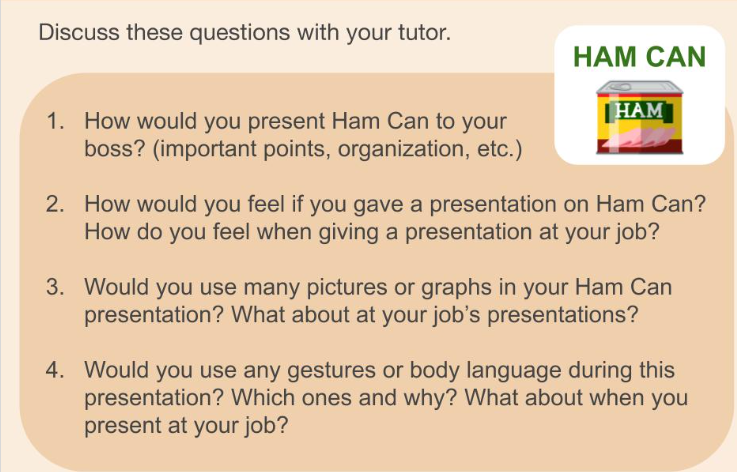 Discuss these questions with your tutor.
HAM CAN
HAM
1. How would you present Ham Can to your
boss? (important points, organization, etc.)
2. How would you feel if you gave a presentation on Ham Can?
How do you feel when giving a presentation at your job?
3. Would you use many pictures or graphs in your Ham Can
presentation? What about at your job’s presentations?
4. Would you use any gestures or body language during this
presentation? Which ones and why? What about when you
present at your job?